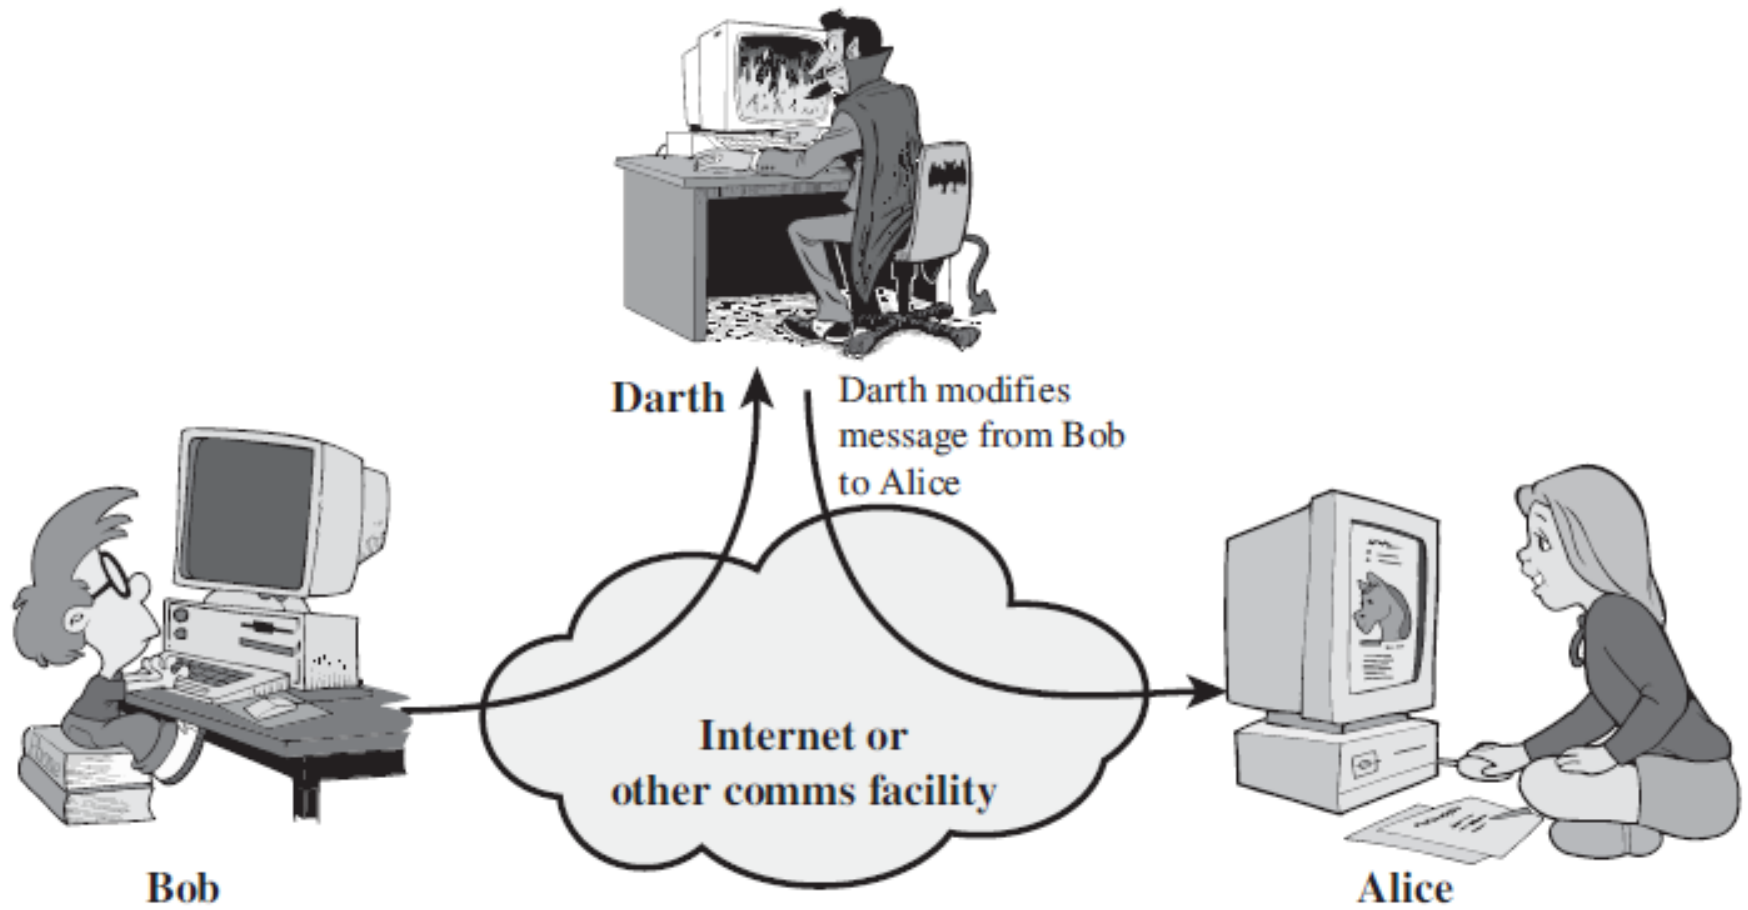 Darth
Darth modifies
message from Bob
to Alice
Internet or
other comms facility
Bob
Alice